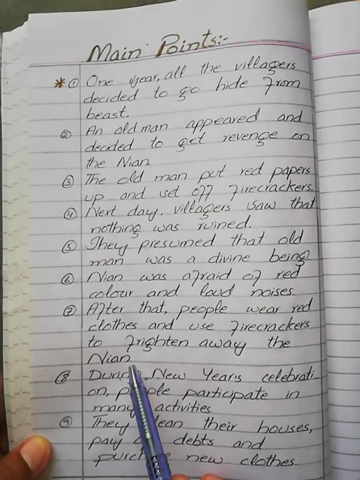 Main Points:-
* ① One year, all the villagers
decided to go hide from
beast.
② An old man appeared and
decided to get revenge on
the Nian
③ The old man put red papers
up and set off firecrackers.
④ Next day, villagers saw that
nothing was ruined.
⑤ They presumed that old
man was a divine being.
⑥ Nian was afraid of red
colour and loud noises.
⑦ After that, people wear red
clothes and use firecrackers
to frighten away the
Nian
⑧ During New Year's celebrati
on, people participate in
many activities.
⑨ They clean their houses,
pay debts and
purchase new clothes.